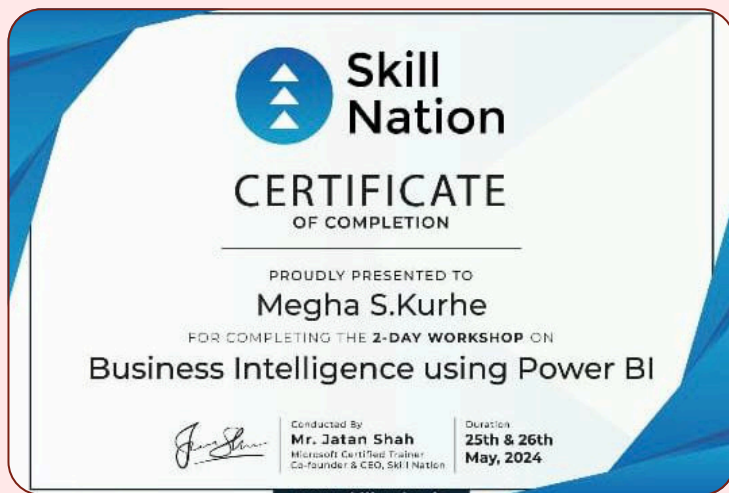 Skill
Nation
CERTIFICATE
OF COMPLETION
PROUDLY PRESENTED TO
Megha S.Kurhe
FOR COMPLETING THE 2-DAY WORKSHOP ON
Business Intelligence using Power BI
Conducted By
Mr. Jatan Shah
Microsoft Certified Trainer
Co-founder & CEO, Skill Nation
Duration
25th & 26th
May, 2024